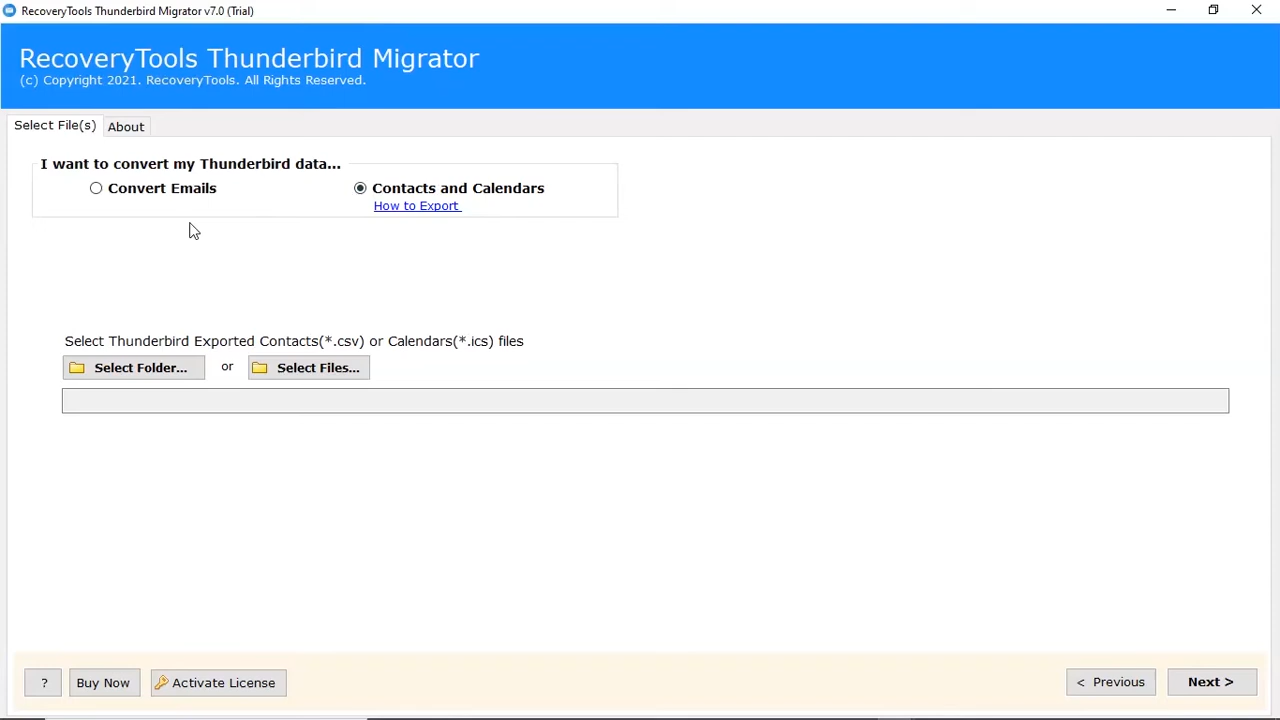 RecoveryTools Thunderbird Migrator v7.0 (Trial)
RecoveryTools Thunderbird Migrator
(c) Copyright 2021. RecoveryTools. All Rights Reserved.
Select File(s) About
I want to convert my Thunderbird data...
Convert Emails Contacts and Calendars
How to Export
Select Thunderbird Exported Contacts(*.csv) or Calendars(*.ics) files
Select Folder... or Select Files...
? Buy Now Activate License < Previous Next >